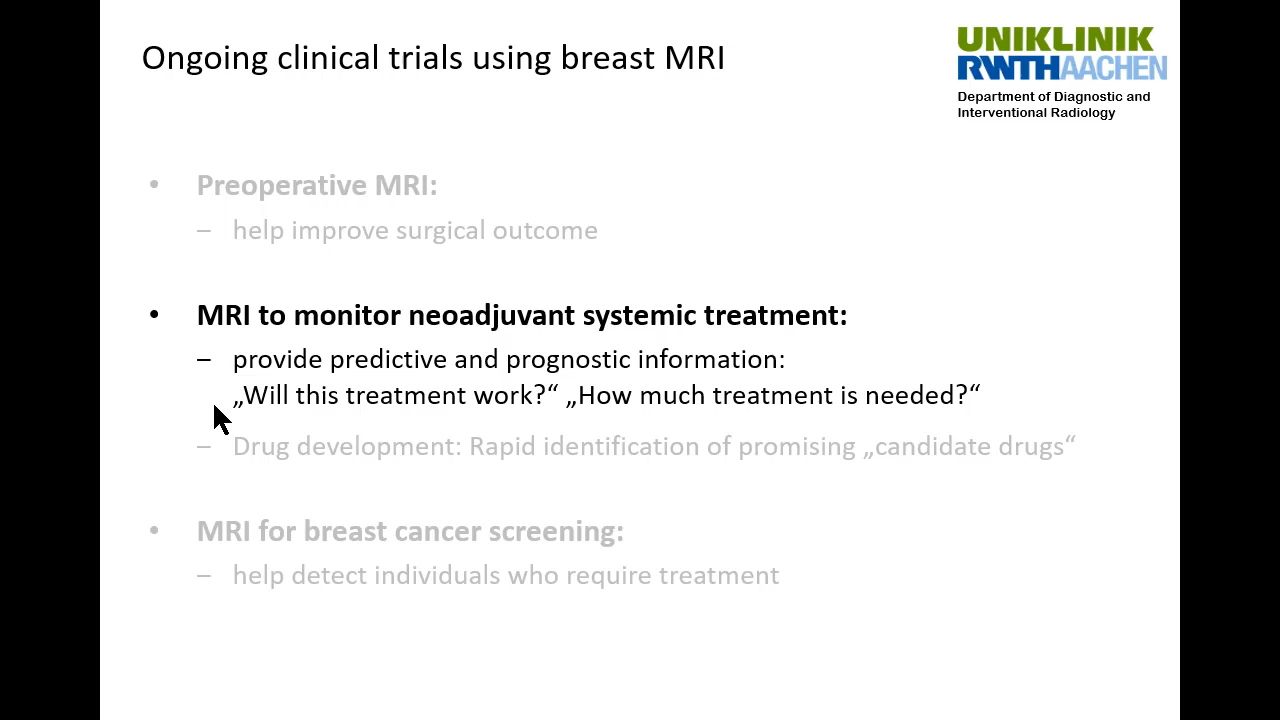 Ongoing clinical trials using breast MRI
UNIKLINIK
RWTHAACHEN
Department of Diagnostic and
Interventional Radiology
• Preoperative MRI:
– help improve surgical outcome
• MRI to monitor neoadjuvant systemic treatment:
– provide predictive and prognostic information:
„Will this treatment work?“ „How much treatment is needed?“
– Drug development: Rapid identification of promising „candidate drugs“
• MRI for breast cancer screening:
– help detect individuals who require treatment